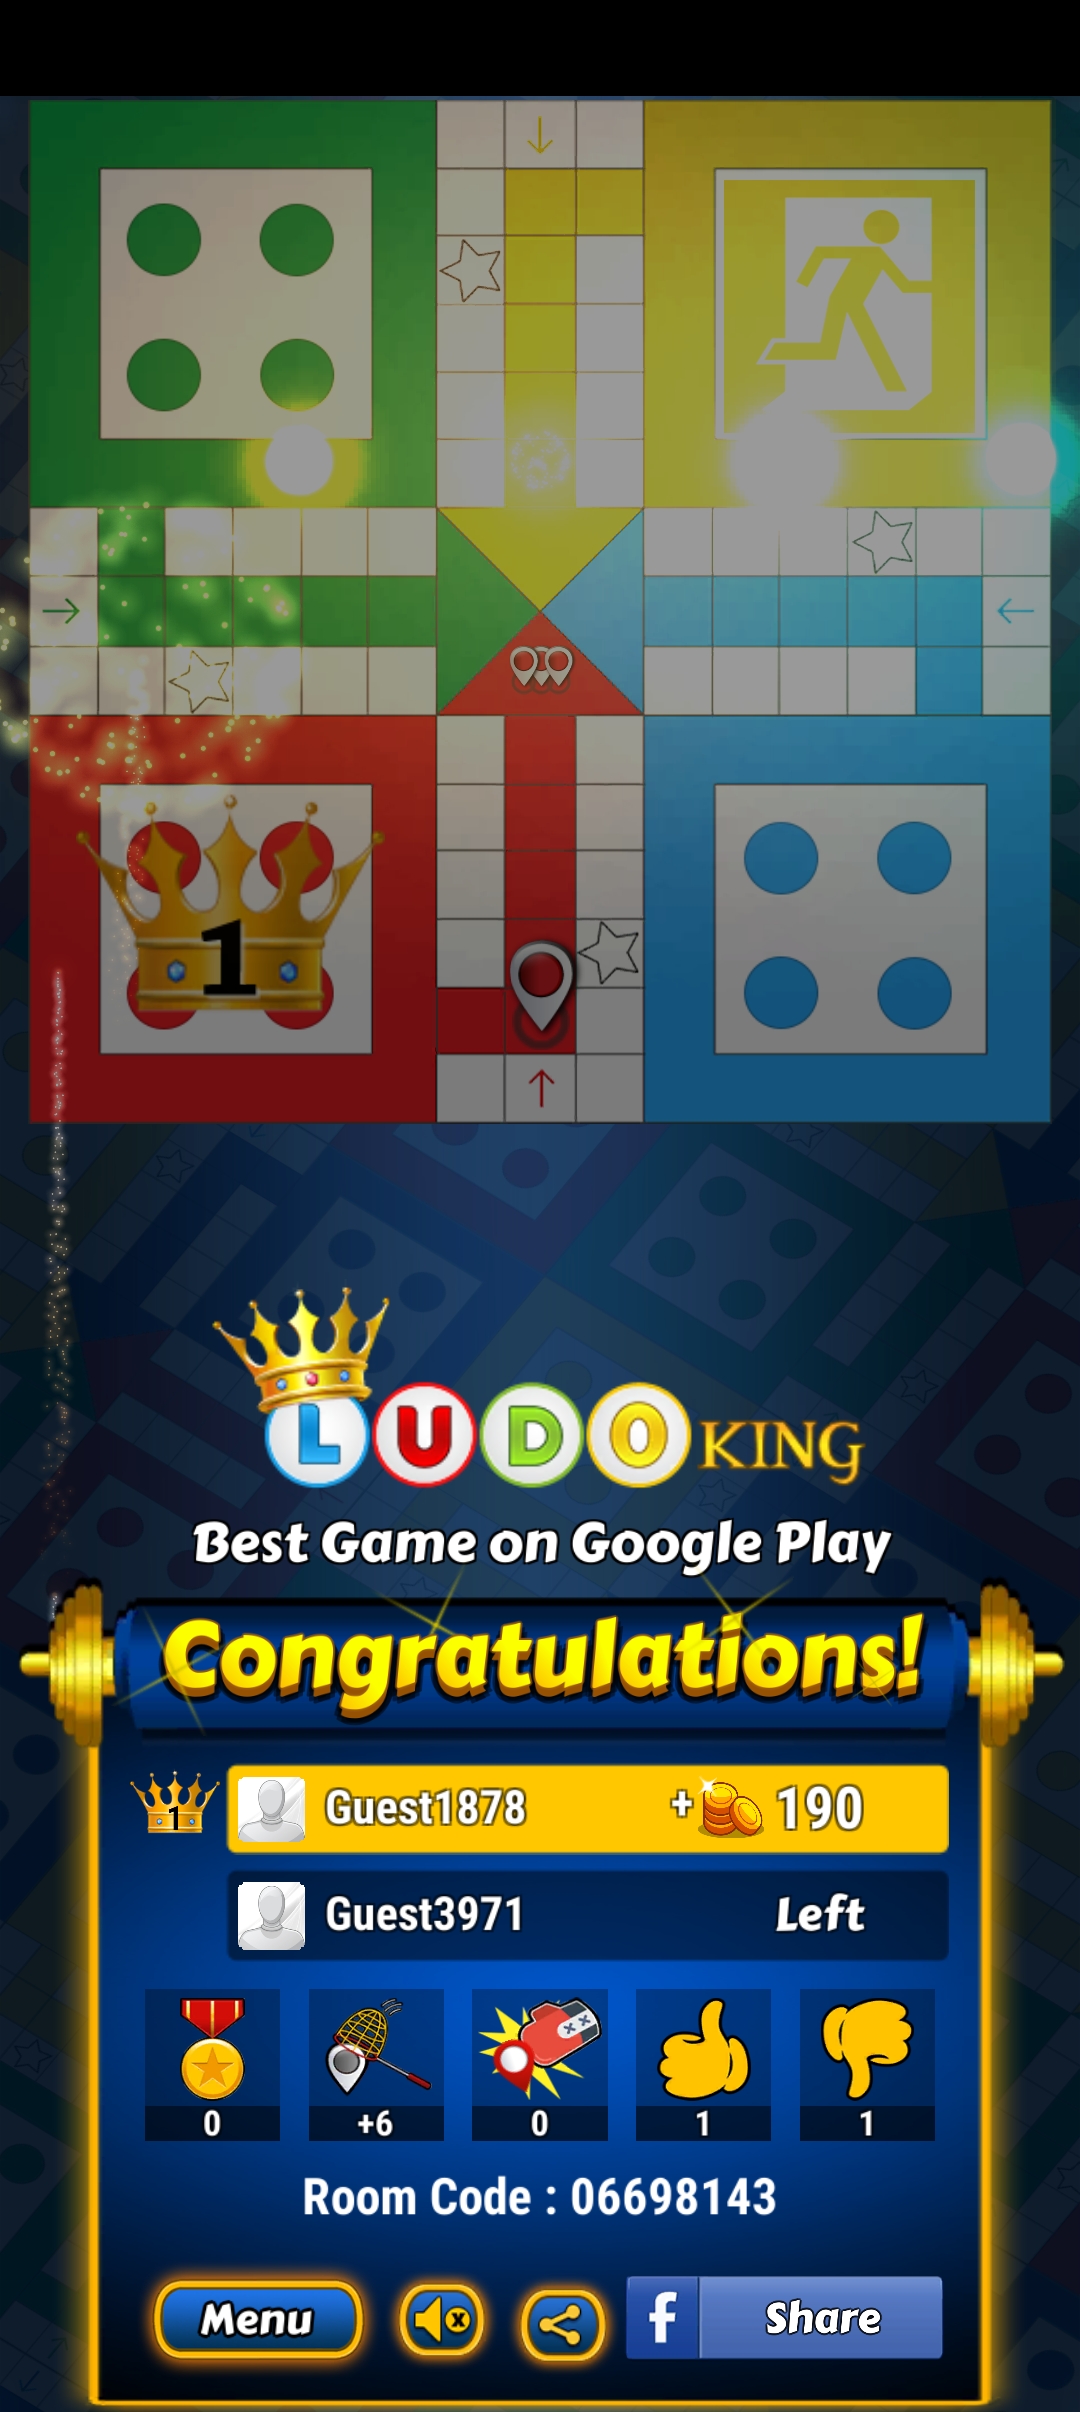 1
LUDO KING
Best Game on Google Play
Congratulations!
1 Guest1878 + 190
Guest3971 Left
0 +6 0 1 1
Room Code : 06698143
Menu x f Share